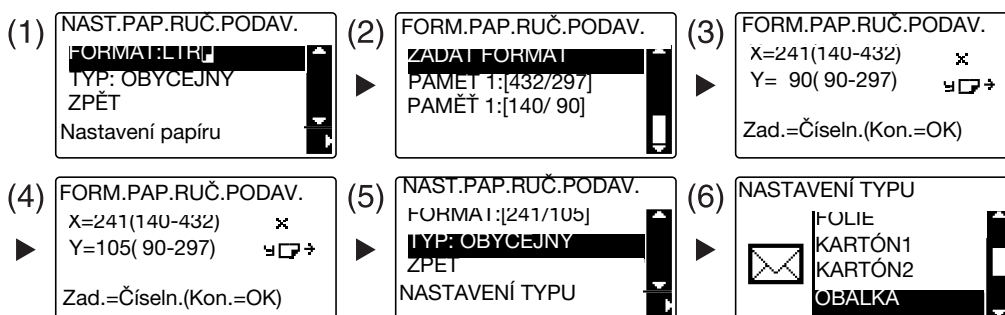 (1)
NAST.PAP.RUČ.PODAV.
FORMAT:LTR
TYP: OBYCEJNY
ZPĚT
Nastavení papíru
(2)
FORM.PAP.RUČ.PODAV.
ZADAT FORMAT
PAMĚT 1:[432/297]
PAMĚŤ 1:[140/ 90]
(3)
FORM.PAP.RUČ.PODAV.
X=241(140-432) X
Y= 90( 90-297) Y
Zad.=Číseln.(Kon.=OK)
(4)
FORM.PAP.RUČ.PODAV.
X=241(140-432) X
Y=105( 90-297) Y
Zad.=Číseln.(Kon.=OK)
(5)
NAST.PAP.RUČ.PODAV.
FORMAT:[241/105]
TYP: OBYCEJNY
ZPĚT
NASTAVENÍ TYPU
(6)
NASTAVENÍ TYPU
FOLIE
KARTÓN1
KARTÓN2
OBALKA